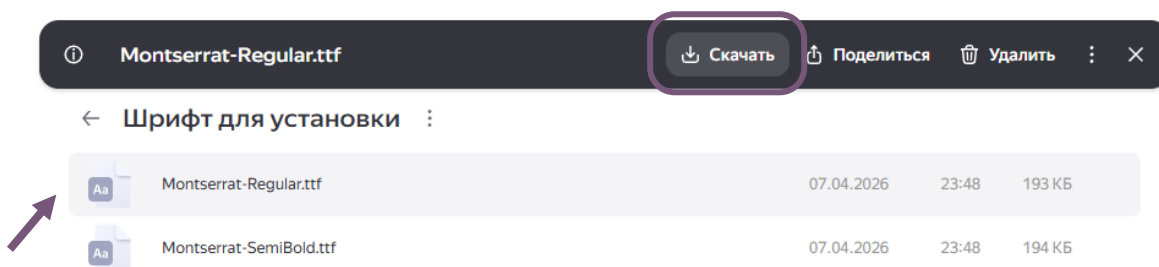 Montserrat-Regular.ttf Скачать Поделиться Удалить
Шрифт для установки
Aa Montserrat-Regular.ttf 07.04.2026 23:48 193 КБ
Aa Montserrat-SemiBold.ttf 07.04.2026 23:48 194 КБ